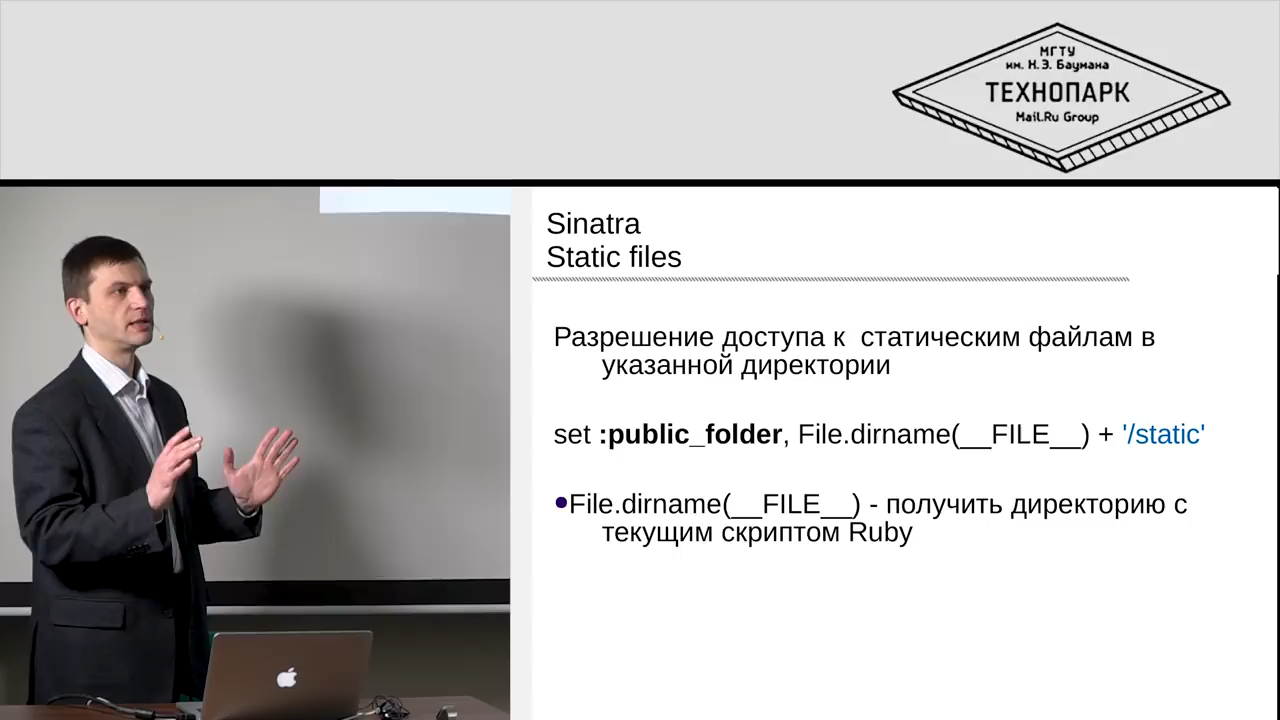 МГТУ
им. Н.Э. Баумана
ТЕХНОПАРК
Mail.Ru Group
Sinatra
Static files
Разрешение доступа к статическим файлам в
указанной директории
set :public_folder, File.dirname(__FILE__) + '/static'
•File.dirname(__FILE__) - получить директорию с
текущим скриптом Ruby